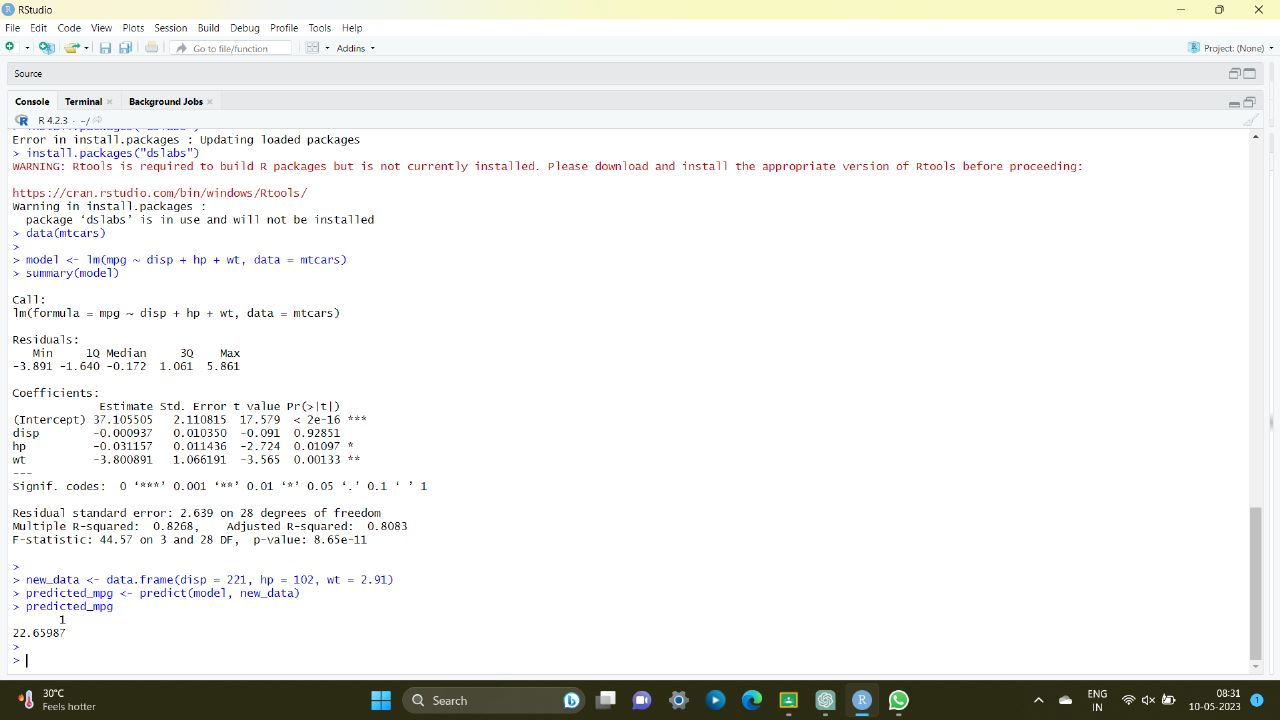 RStudio
File Edit Code View Plots Session Build Debug Profile Tools Help
Go to file/function Addins Project: (None)
Source
Console Terminal Background Jobs
R 4.2.3 · ~/
Error in install.packages : Updating loaded packages
> install.packages("dslabs")
WARNING: Rtools is required to build R packages but is not currently installed. Please download and install the appropriate version of Rtools before proceeding:
https://cran.rstudio.com/bin/windows/Rtools/
Warning in install.packages :
package ‘dslabs’ is in use and will not be installed
> data(mtcars)
>
> model <- lm(mpg ~ disp + hp + wt, data = mtcars)
> summary(model)
Call:
lm(formula = mpg ~ disp + hp + wt, data = mtcars)
Residuals:
Min 1Q Median 3Q Max
-3.891 -1.640 -0.172 1.061 5.861
Coefficients:
Estimate Std. Error t value Pr(>|t|)
(Intercept) 37.105505 2.110815 17.579 < 2e-16 ***
disp -0.000937 0.010350 -0.091 0.92851
hp -0.031157 0.011436 -2.724 0.01097 *
wt -3.800891 1.066191 -3.565 0.00133 **
---
Signif. codes: 0 ‘***’ 0.001 ‘**’ 0.01 ‘*’ 0.05 ‘.’ 0.1 ‘ ’ 1
Residual standard error: 2.639 on 28 degrees of freedom
Multiple R-squared: 0.8268, Adjusted R-squared: 0.8083
F-statistic: 44.57 on 3 and 28 DF, p-value: 8.65e-11
>
> new_data <- data.frame(disp = 221, hp = 102, wt = 2.91)
> predicted_mpg <- predict(model, new_data)
> predicted_mpg
1
22.65987
>
>
30°C
Feels hotter
Search
ENG
IN
08:31
10-05-2023
1